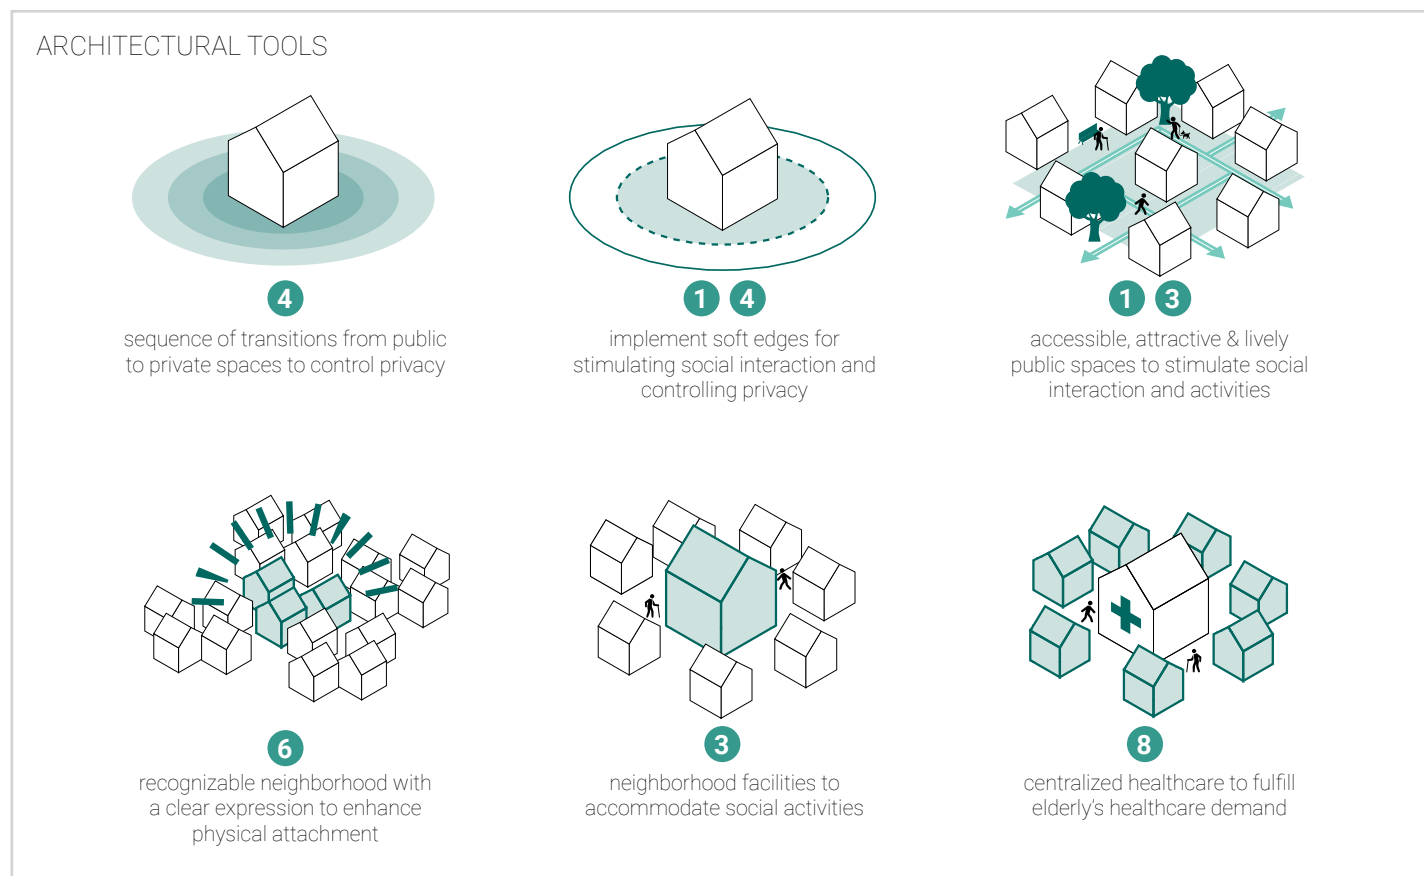 ARCHITECTURAL TOOLS
4
sequence of transitions from public
to private spaces to control privacy
1 4
implement soft edges for
stimulating social interaction and
controlling privacy
1 3
accessible, attractive & lively
public spaces to stimulate social
interaction and activities
6
recognizable neighborhood with
a clear expression to enhance
physical attachment
3
neighborhood facilities to
accommodate social activities
8
centralized healthcare to fulfill
elderly's healthcare demand